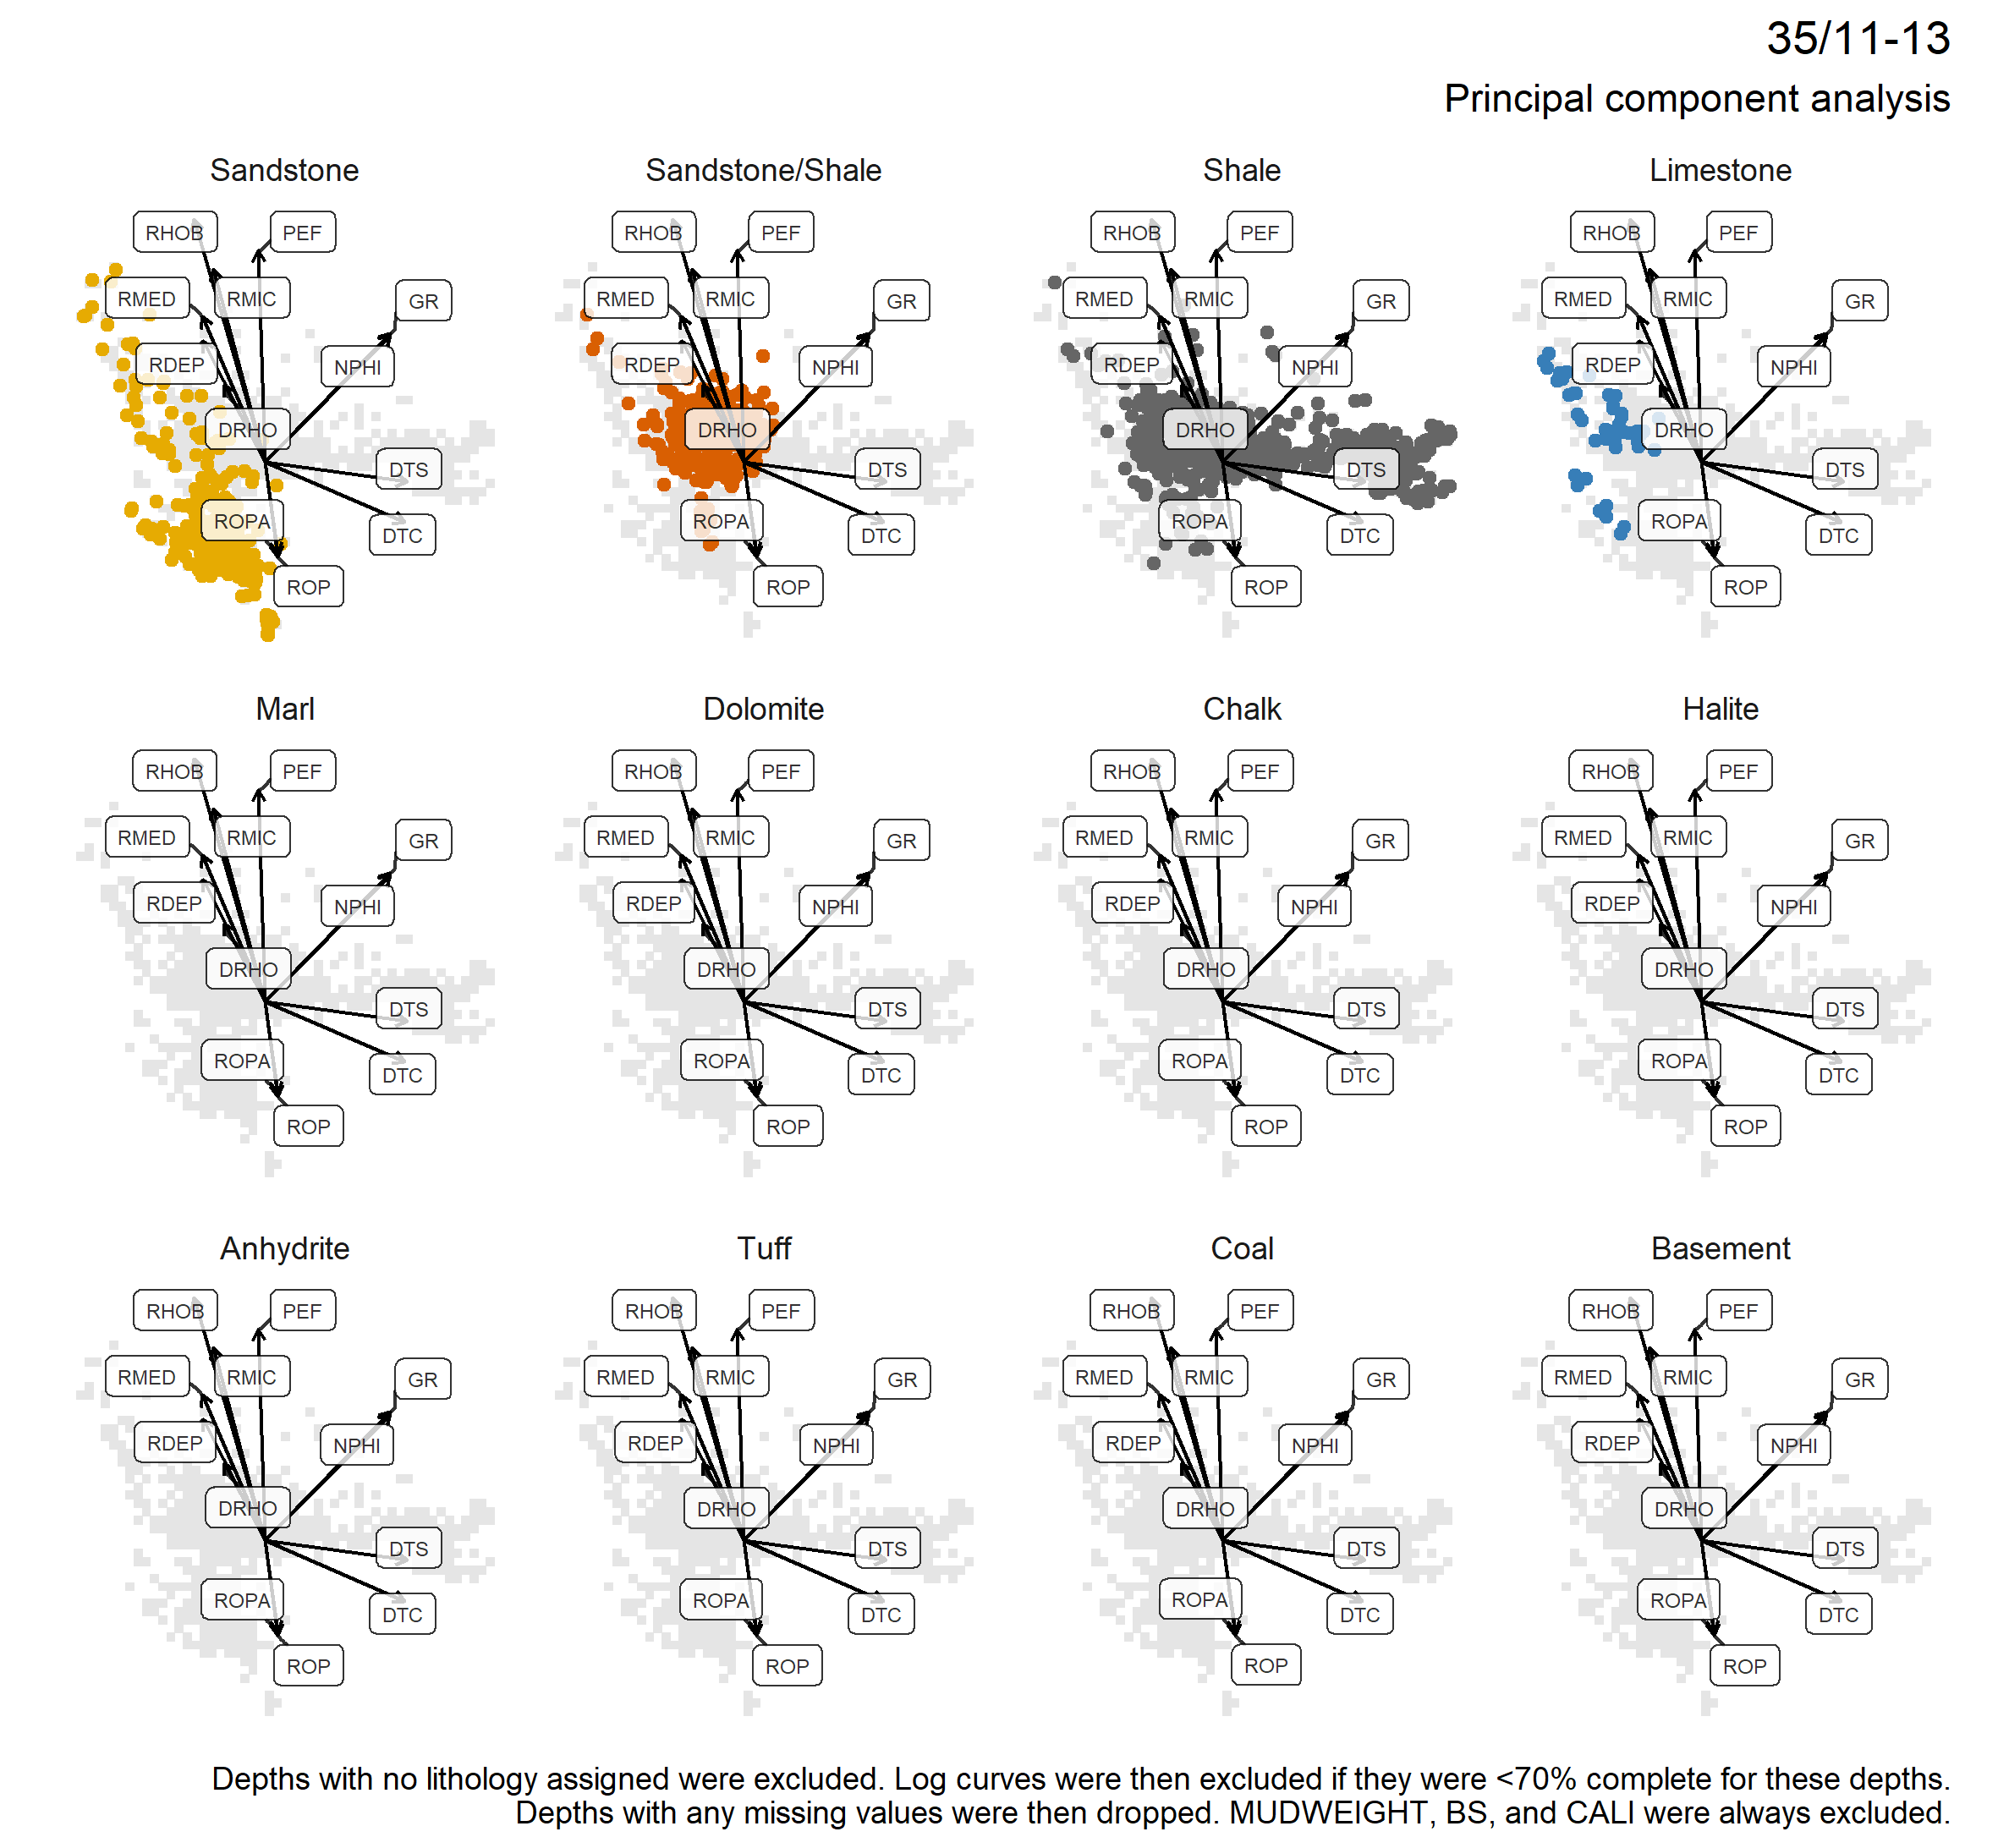 35/11-13
Principal component analysis
Sandstone
RHOB
PEF
RMED
RMIC
GR
RDEP
NPHI
DRHO
DTS
ROPA
DTC
ROP
Sandstone/Shale
RHOB
PEF
RMED
RMIC
GR
RDEP
NPHI
DRHO
DTS
ROPA
DTC
ROP
Shale
RHOB
PEF
RMED
RMIC
GR
RDEP
NPHI
DRHO
DTS
ROPA
DTC
ROP
Limestone
RHOB
PEF
RMED
RMIC
GR
RDEP
NPHI
DRHO
DTS
ROPA
DTC
ROP
Marl
RHOB
PEF
RMED
RMIC
GR
RDEP
NPHI
DRHO
DTS
ROPA
DTC
ROP
Dolomite
RHOB
PEF
RMED
RMIC
GR
RDEP
NPHI
DRHO
DTS
ROPA
DTC
ROP
Chalk
RHOB
PEF
RMED
RMIC
GR
RDEP
NPHI
DRHO
DTS
ROPA
DTC
ROP
Halite
RHOB
PEF
RMED
RMIC
GR
RDEP
NPHI
DRHO
DTS
ROPA
DTC
ROP
Anhydrite
RHOB
PEF
RMED
RMIC
GR
RDEP
NPHI
DRHO
DTS
ROPA
DTC
ROP
Tuff
RHOB
PEF
RMED
RMIC
GR
RDEP
NPHI
DRHO
DTS
ROPA
DTC
ROP
Coal
RHOB
PEF
RMED
RMIC
GR
RDEP
NPHI
DRHO
DTS
ROPA
DTC
ROP
Basement
RHOB
PEF
RMED
RMIC
GR
RDEP
NPHI
DRHO
DTS
ROPA
DTC
ROP
Depths with no lithology assigned were excluded. Log curves were then excluded if they were <70% complete for these depths.
Depths with any missing values were then dropped. MUDWEIGHT, BS, and CALI were always excluded.